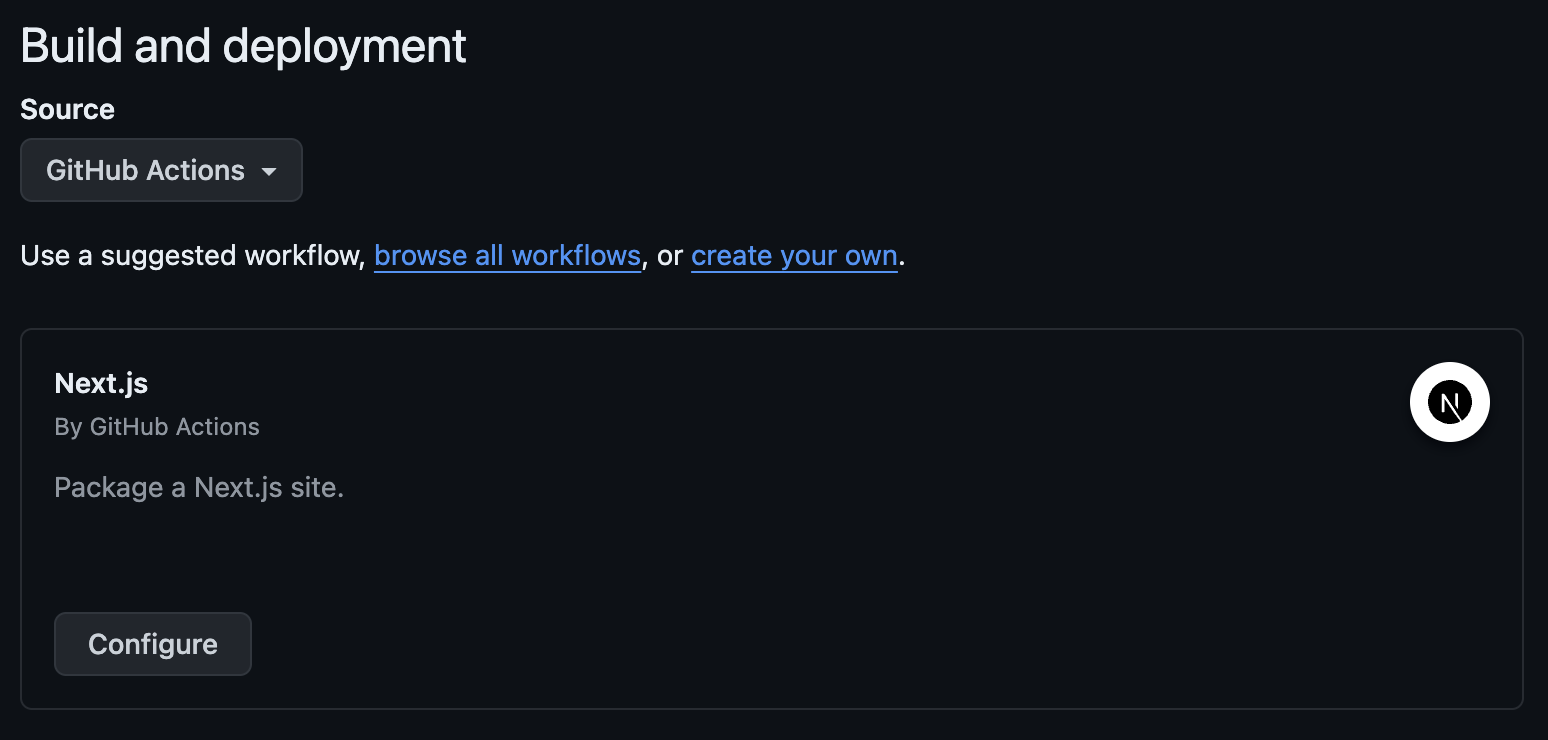 Build and deployment
Source
GitHub Actions
Use a suggested workflow, browse all workflows, or create your own.
Next.js
N
By GitHub Actions
Package a Next.js site.
Configure